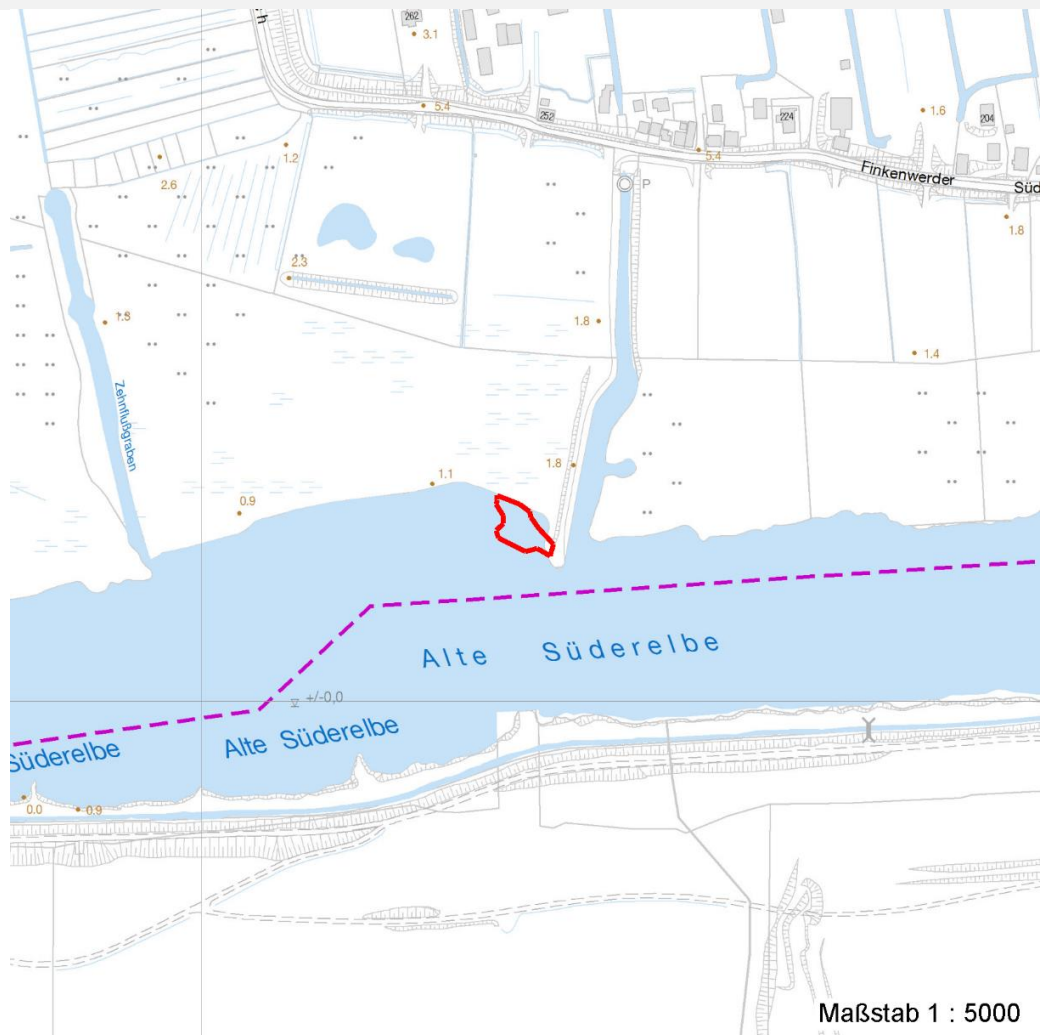 262
3.1
5.4
252
224
1.6
204
5.4
1.2
2.6
Finkenwerder
Süd
P
1.8
2.3
1.3
1.8
1.4
Zehnflußgraben
1.8
1.1
0.9
Alte Süderelbe
+/-0,0
Alte Süderelbe
Süderelbe
0.0
0.9
Maßstab 1 : 5000